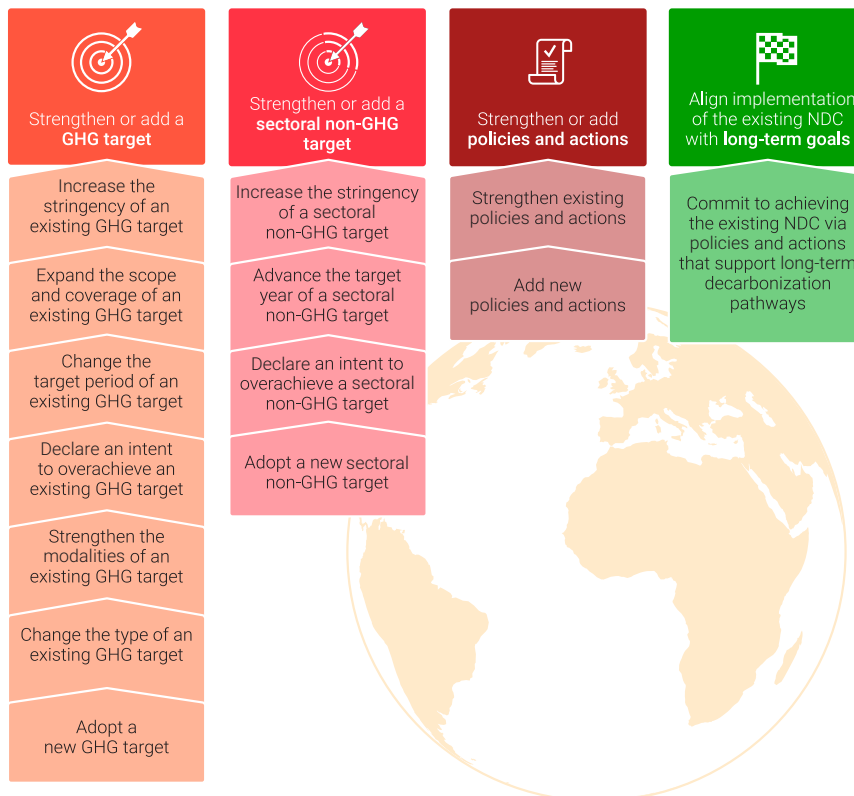 Strengthen or add a
GHG target
Increase the
stringency of an
existing GHG target
Expand the scope
and coverage of an
existing GHG target
Change the
target period of an
existing GHG target
Declare an intent
to overachieve an
existing GHG target
Strengthen the
modalities of an
existing GHG target
Change the type of an
existing GHG target
Adopt a
new GHG target
Strengthen or add a
sectoral non-GHG
target
Increase the stringency
of a sectoral
non-GHG target
Advance the target
year of a sectoral
non-GHG target
Declare an intent to
overachieve a sectoral
non-GHG target
Adopt a new sectoral
non-GHG target
Strengthen or add
policies and actions
Strengthen existing
policies and actions
Add new
policies and actions
Align implementation
of the existing NDC
with long-term goals
Commit to achieving
the existing NDC via
policies and actions
that support long-term
decarbonization
pathways